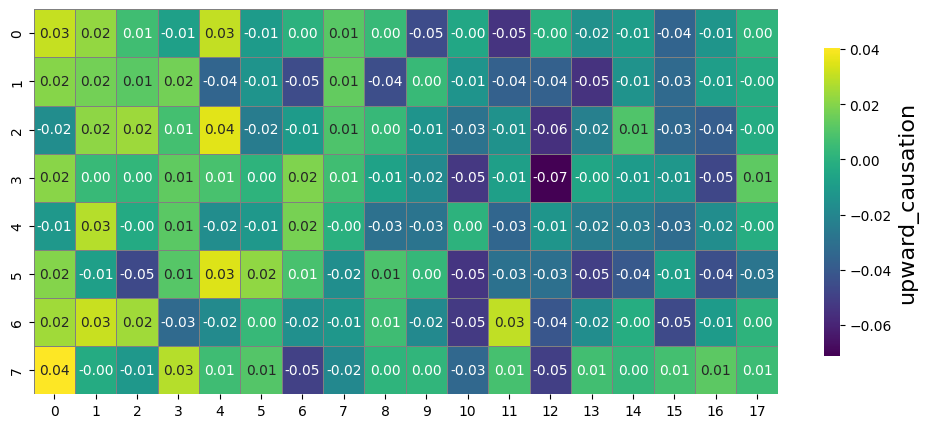 0 0.03 0.02 0.01 -0.01 0.03 -0.01 0.00 0.01 0.00 -0.05 -0.00 -0.05 -0.00 -0.02 -0.01 -0.04 -0.01 0.00
1 0.02 0.02 0.01 0.02 -0.04 -0.01 -0.05 0.01 -0.04 0.00 -0.01 -0.04 -0.04 -0.05 -0.01 -0.03 -0.01 -0.00
2 -0.02 0.02 0.02 0.01 0.04 -0.02 -0.01 0.01 0.00 -0.01 -0.03 -0.01 -0.06 -0.02 0.01 -0.03 -0.04 -0.00
3 0.02 0.00 0.00 0.01 0.01 0.00 0.02 0.01 -0.01 -0.02 -0.05 -0.01 -0.07 -0.00 -0.01 -0.01 -0.05 0.01
4 -0.01 0.03 -0.00 0.01 -0.02 -0.01 0.02 -0.00 -0.03 -0.03 0.00 -0.03 -0.01 -0.02 -0.03 -0.03 -0.02 -0.00
5 0.02 -0.01 -0.05 0.01 0.03 0.02 0.01 -0.02 0.01 0.00 -0.05 -0.03 -0.03 -0.05 -0.04 -0.01 -0.04 -0.03
6 0.02 0.03 0.02 -0.03 -0.02 0.00 -0.02 -0.01 0.01 -0.02 -0.05 0.03 -0.04 -0.02 -0.00 -0.05 -0.01 0.00
7 0.04 -0.00 -0.01 0.03 0.01 0.01 -0.05 -0.02 0.00 0.00 -0.03 0.01 -0.05 0.01 0.00 0.01 0.01 0.01
0 1 2 3 4 5 6 7 8 9 10 11 12 13 14 15 16 17
0.04
0.02
0.00
−0.02
−0.04
−0.06
upward_causation